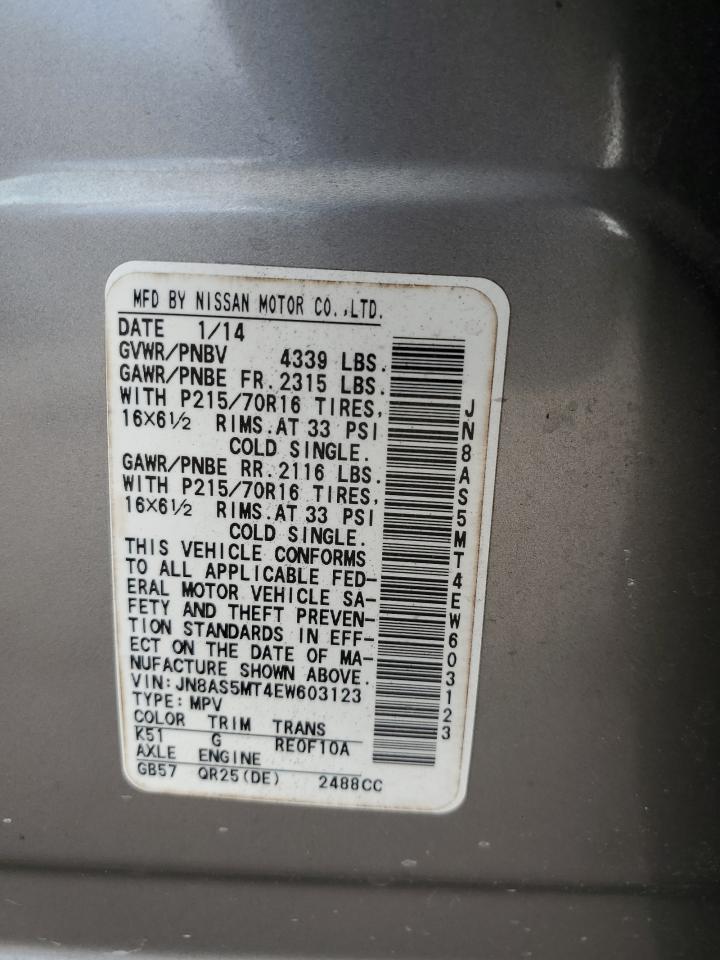 MFD BY NISSAN MOTOR CO.,LTD.
DATE 1/14
GVWR/PNBV 4339 LBS.
GAWR/PNBE FR.2315 LBS.
WITH P215/70R16 TIRES,
16×6½ RIMS.AT 33 PSI
COLD SINGLE.
GAWR/PNBE RR.2116 LBS.
WITH P215/70R16 TIRES,
16×6½ RIMS.AT 33 PSI
COLD SINGLE.
THIS VEHICLE CONFORMS
TO ALL APPLICABLE FED-
ERAL MOTOR VEHICLE SA-
FETY AND THEFT PREVEN-
TION STANDARDS IN EFF-
ECT ON THE DATE OF MA-
NUFACTURE SHOWN ABOVE.
VIN:JN8AS5MT4EW603123
TYPE:MPV
COLOR TRIM TRANS
K51 G RE0F10A
AXLE ENGINE
GB57 QR25(DE) 2488CC
JN8AS5MT4EW603123